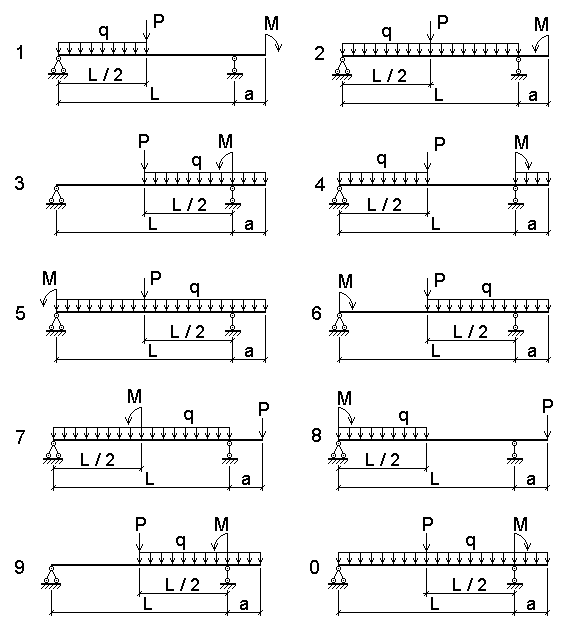 1 q P M
L / 2
L a
2 q P M
L / 2
L a
3 P q M
L / 2
L a
4 q P M
L / 2
L a
5 M P q
L / 2
L a
6 M P q
L / 2
L a
7 M q P
L / 2
L a
8 M q P
L / 2
L a
9 P q M
L / 2
L a
0 P q M
L / 2
L a